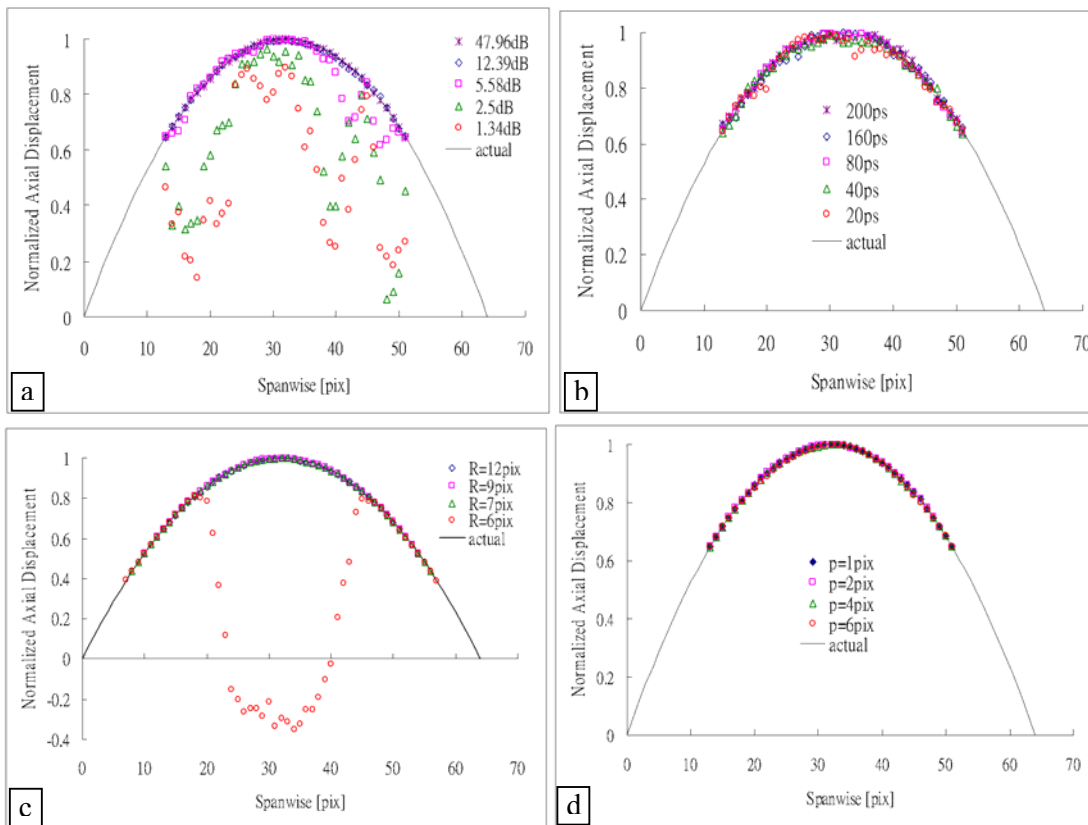 Normalized Axial Displacement
1
0.8
0.6
0.4
0.2
0
0 10 20 30 40 50 60 70
Spanwise [pix]
47.96dB
12.39dB
5.58dB
2.5dB
1.34dB
actual
a
Normalized Axial Displacement
1
0.8
0.6
0.4
0.2
0
0 10 20 30 40 50 60 70
Spanwise [pix]
200ps
160ps
80ps
40ps
20ps
actual
b
Normalized Axial Displacement
1
0.8
0.6
0.4
0.2
0
-0.2
-0.4
0 10 20 30 40 50 60 70
Spanwise [pix]
R=12pix
R=9pix
R=7pix
R=6pix
actual
c
Normalized Axial Displacement
1
0.8
0.6
0.4
0.2
0
0 10 20 30 40 50 60 70
Spanwise [pix]
p=1pix
p=2pix
p=4pix
p=6pix
actual
d